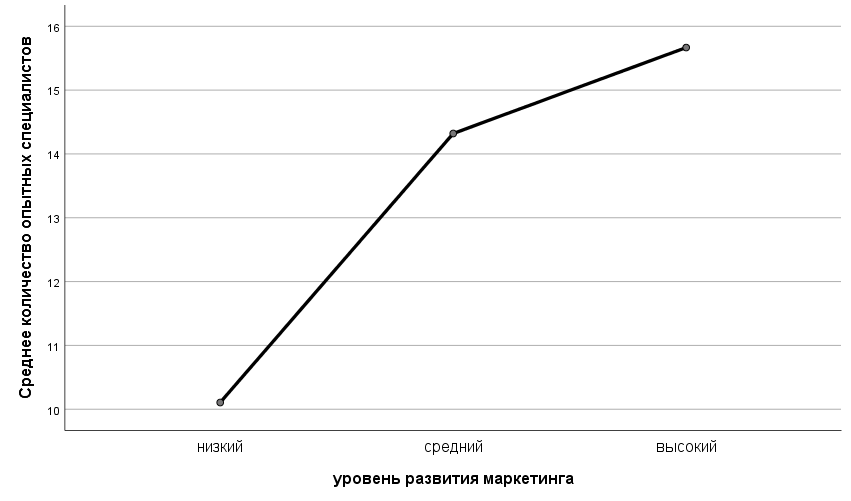 Среднее количество опытных специалистов
16
15
14
13
12
11
10
низкий
средний
высокий
уровень развития маркетинга